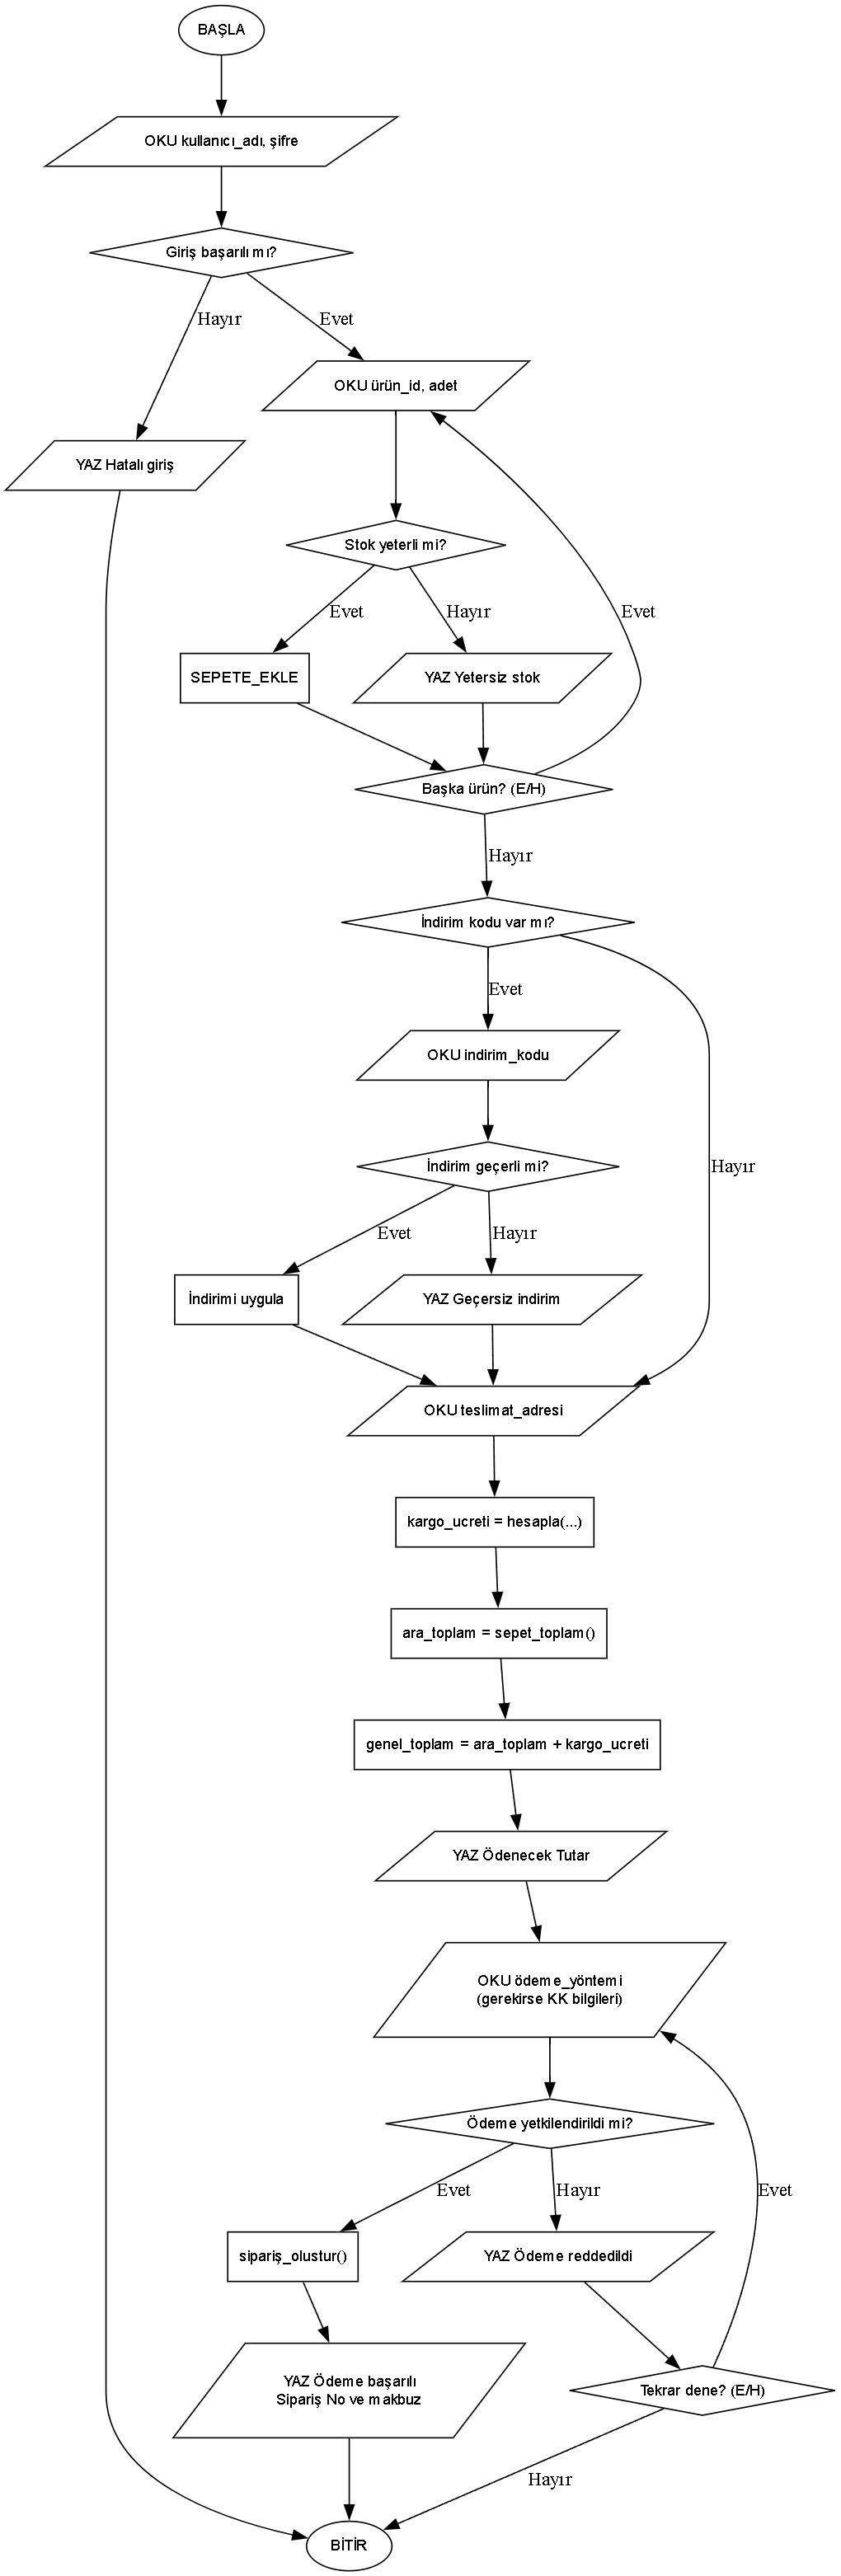 BAŞLA
OKU kullanıcı_adı, şifre
Giriş başarılı mı?
Hayır
Evet
OKU ürün_id, adet
YAZ Hatalı giriş
Stok yeterli mi?
Evet
Hayır
Evet
SEPETE_EKLE
YAZ Yetersiz stok
Başka ürün? (E/H)
Hayır
İndirim kodu var mı?
Evet
OKU indirim_kodu
İndirim geçerli mi?
Hayır
Evet
Hayır
İndirimi uygula
YAZ Geçersiz indirim
OKU teslimat_adresi
kargo_ucreti = hesapla(...)
ara_toplam = sepet_toplam()
genel_toplam = ara_toplam + kargo_ucreti
YAZ Ödenecek Tutar
OKU ödeme_yöntemi
(gerekirse KK bilgileri)
Ödeme yetkilendirildi mi?
Evet
Hayır
Evet
sipariş_olustur()
YAZ Ödeme reddedildi
YAZ Ödeme başarılı
Sipariş No ve makbuz
Tekrar dene? (E/H)
Hayır
BİTİR